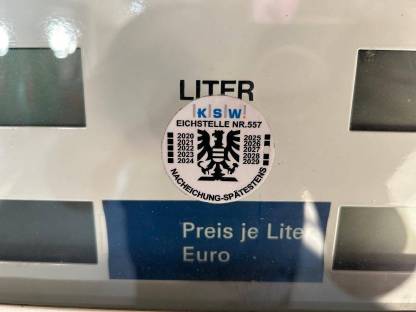 LITER
KSW
EICHSTELLE NR.557
2020 2025
2021 2026
2022 2027
2023 2028
2024 2029
NACHEICHUNG-SPÄTESTENS
Preis je Liter
Euro